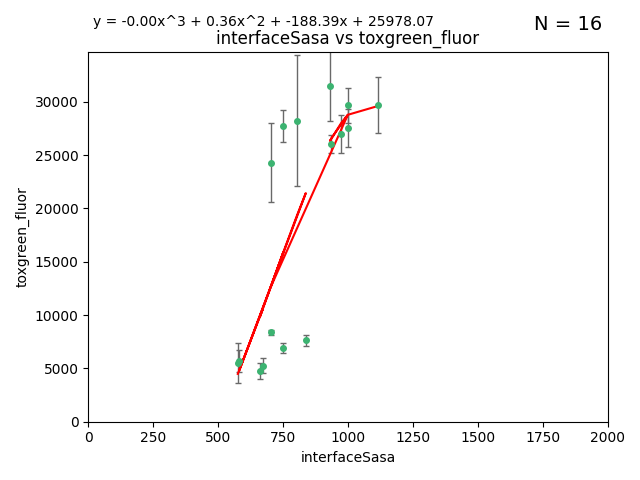 y = -0.00x^3 + 0.36x^2 + -188.39x + 25978.07
N = 16
interfaceSasa vs toxgreen_fluor
toxgreen_fluor
30000
25000
20000
15000
10000
5000
0
0 250 500 750 1000 1250 1500 1750 2000
interfaceSasa